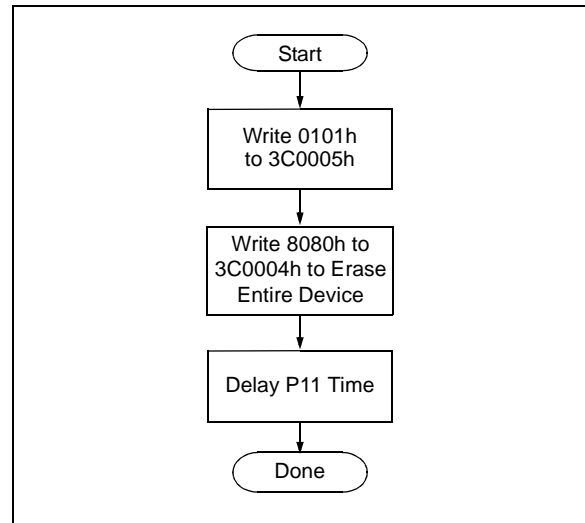 Start
Write 0101h
to 3C0005h
Write 8080h to
3C0004h to Erase
Entire Device
Delay P11 Time
Done